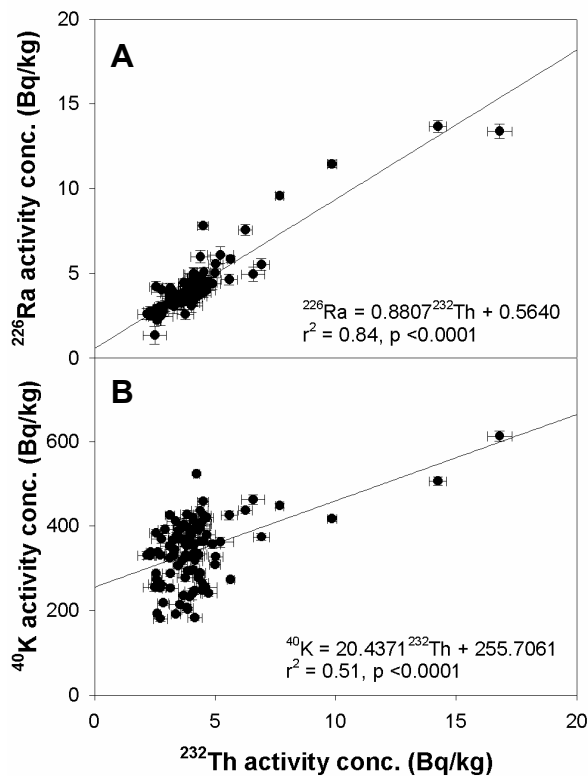 20
15
10
5
0
²²⁶Ra activity conc. (Bq/kg)
A
²²⁶Ra = 0.8807²³²Th + 0.5640
r² = 0.84, p <0.0001
600
400
200
0
⁴⁰K activity conc. (Bq/kg)
B
⁴⁰K = 20.4371²³²Th + 255.7061
r² = 0.51, p <0.0001
0 5 10 15 20
²³²Th activity conc. (Bq/kg)